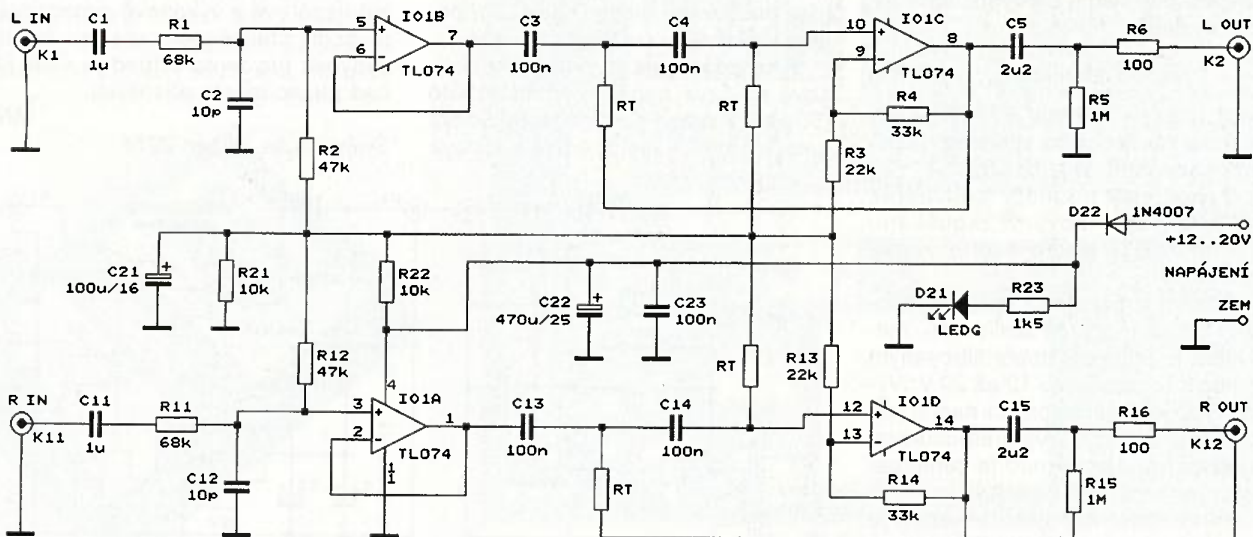 L IN
K1
C1
1u
R1
68k
C2
10p
5
6
IO1B
7
TL074
C3
100n
C4
100n
RT
RT
10
9
IO1C
8
TL074
R4
33k
R3
22k
C5
2u2
R5
1M
R6
100
L OUT
K2
R2
47k
D22
1N4007
+12..20V
NAPÁJENÍ
ZEM
C21
100u/16
+
R21
10k
R22
10k
C22
470u/25
+
C23
100n
D21
LEDG
R23
1k5
R12
47k
RT
R13
22k
R IN
K11
C11
1u
R11
68k
C12
10p
4
3
2
IO1A
1
TL074
11
C13
100n
C14
100n
RT
12
13
IO1D
14
TL074
R14
33k
C15
2u2
R15
1M
R16
100
R OUT
K12